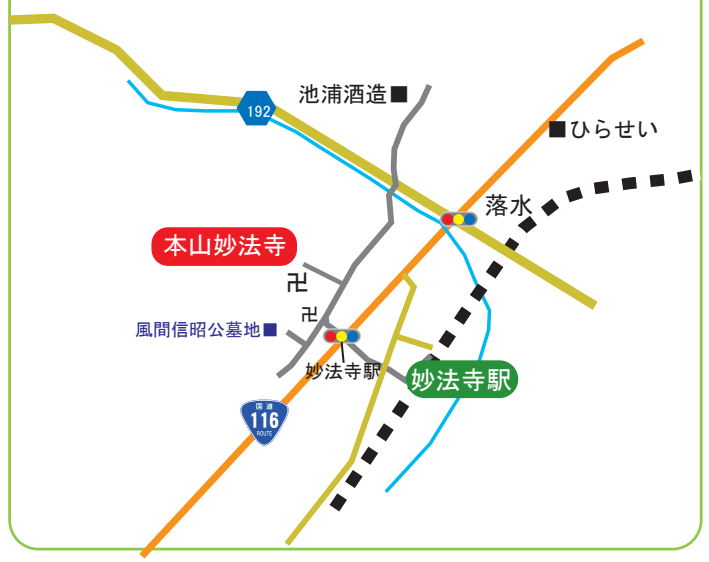 池浦酒造■
192
■ひらせい
落水
本山妙法寺
卍
卍
風間信昭公墓地■
妙法寺駅
妙法寺駅
国道
116
ROUTE